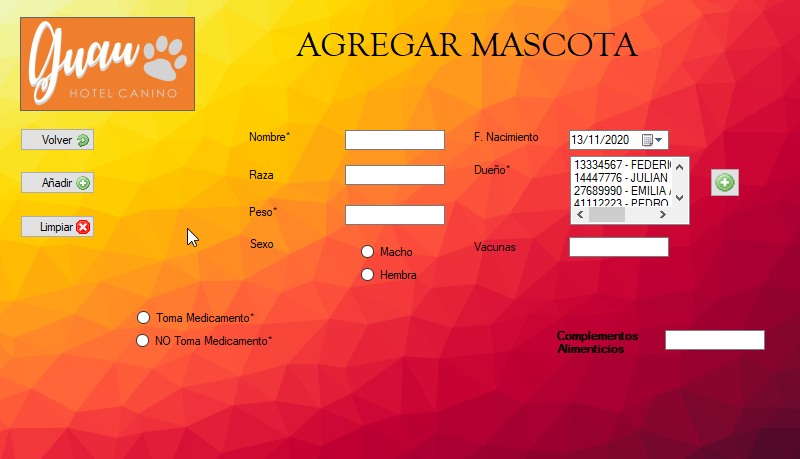 Guau
HOTEL CANINO
AGREGAR MASCOTA
Volver
Añadir
Limpiar
Nombre*
Raza
Peso*
Sexo
Macho
Hembra
F. Nacimiento
13/11/2020
Dueño*
13334567 - FEDERI
14447776 - JULIAN
27689990 - EMILIA
41112223 - PEDRO
Vacunas
Toma Medicamento*
NO Toma Medicamento*
Complementos
Alimenticios